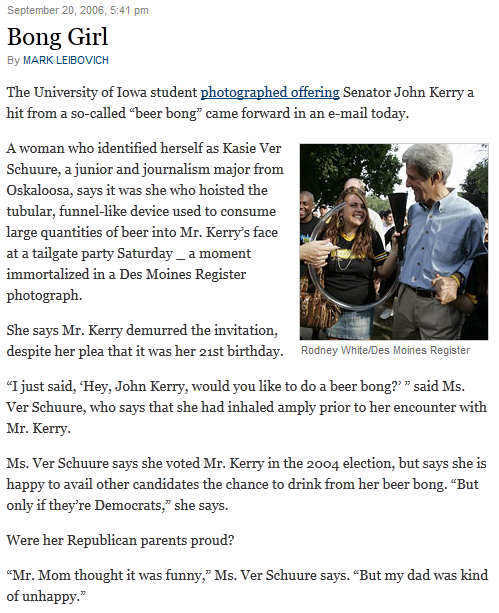 September 20, 2006, 5:41 pm
Bong Girl
By MARK LEIBOVICH
The University of Iowa student photographed offering Senator John Kerry a
hit from a so-called “beer bong” came forward in an e-mail today.
A woman who identified herself as Kasie Ver
Schuure, a junior and journalism major from
Oskaloosa, says it was she who hoisted the
tubular, funnel-like device used to consume
large quantities of beer into Mr. Kerry’s face
at a tailgate party Saturday _ a moment
immortalized in a Des Moines Register
photograph.
Rodney White/Des Moines Register
She says Mr. Kerry demurred the invitation,
despite her plea that it was her 21st birthday.
“I just said, ‘Hey, John Kerry, would you like to do a beer bong?’ ” said Ms.
Ver Schuure, who says that she had inhaled amply prior to her encounter with
Mr. Kerry.
Ms. Ver Schuure says she voted Mr. Kerry in the 2004 election, but says she is
happy to avail other candidates the chance to drink from her beer bong. “But
only if they’re Democrats,” she says.
Were her Republican parents proud?
“Mr. Mom thought it was funny,” Ms. Ver Schuure says. “But my dad was kind
of unhappy.”